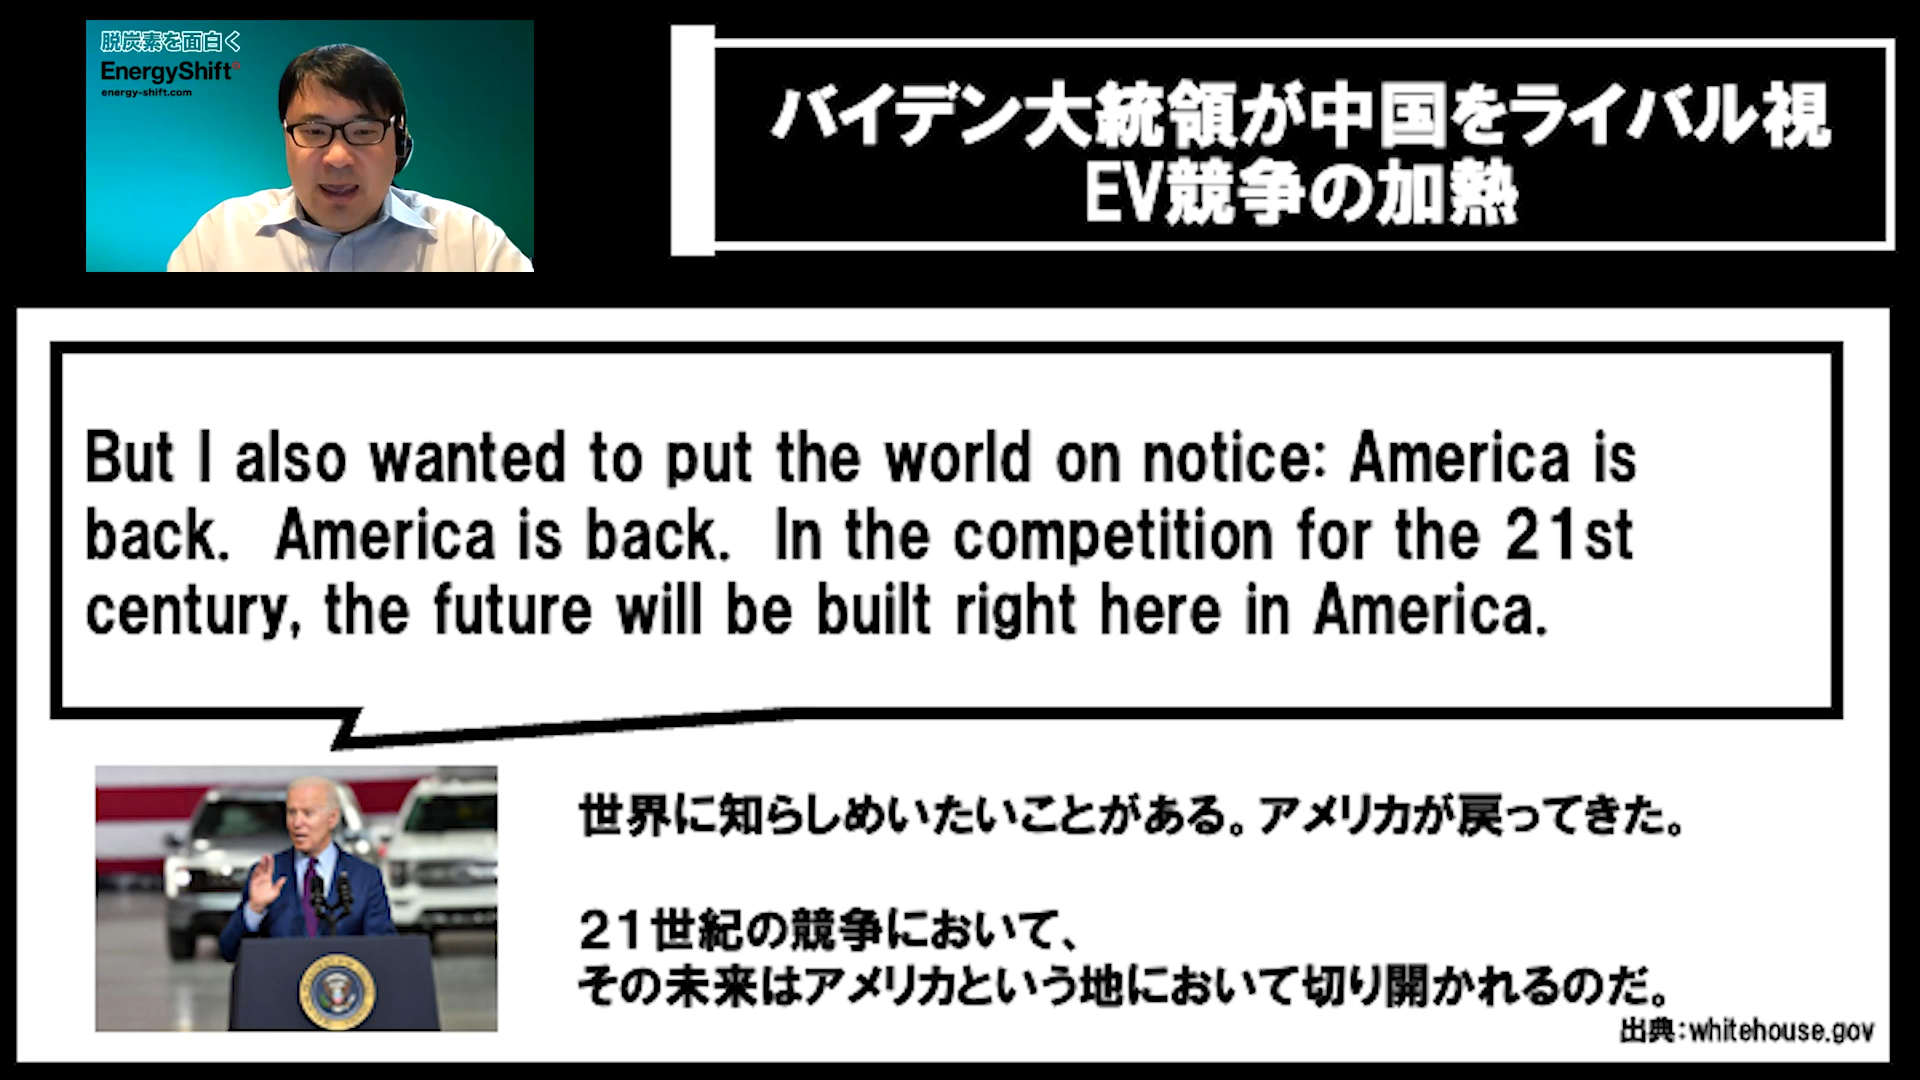 脱炭素を面白く
EnergyShift
energy-shift.com
バイデン大統領が中国をライバル視
EV競争の加熱
But I also wanted to put the world on notice: America is
back. America is back. In the competition for the 21st
century, the future will be built right here in America.
世界に知らしめいたいことがある。アメリカが戻ってきた。
21世紀の競争において、
その未来はアメリカという地において切り開かれるのだ。
出典:whitehouse.gov